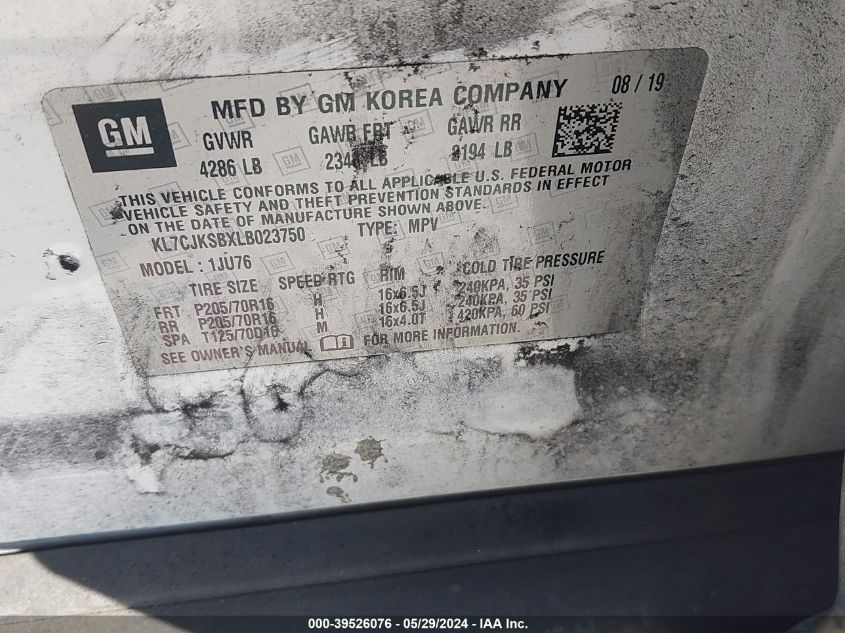 GM
MFD BY GM KOREA COMPANY 08 / 19
GVWR GAWR FRT GAWR RR
4286 LB LB 2194 LB
THIS VEHICLE CONFORMS TO ALL APPLICABLE U.S. FEDERAL MOTOR
VEHICLE SAFETY AND THEFT PREVENTION STANDARDS IN EFFECT
ON THE DATE OF MANUFACTURE SHOWN ABOVE.
KL7CJKSBXLB023750 TYPE: MPV
MODEL : 1JU76
TIRE SIZE SPEED RTG RIM COLD TIRE PRESSURE
FRT P205/70R16 H 16x6.5J 240KPA, 35 PSI
RR P205/70R16 H 16x6.5J 240KPA, 35 PSI
SPA T125/70D16 M 16x4.0T 420KPA, 60 PSI
SEE OWNER'S MANUAL FOR MORE INFORMATION.
000-39526076 - 05/29/2024 - IAA Inc.